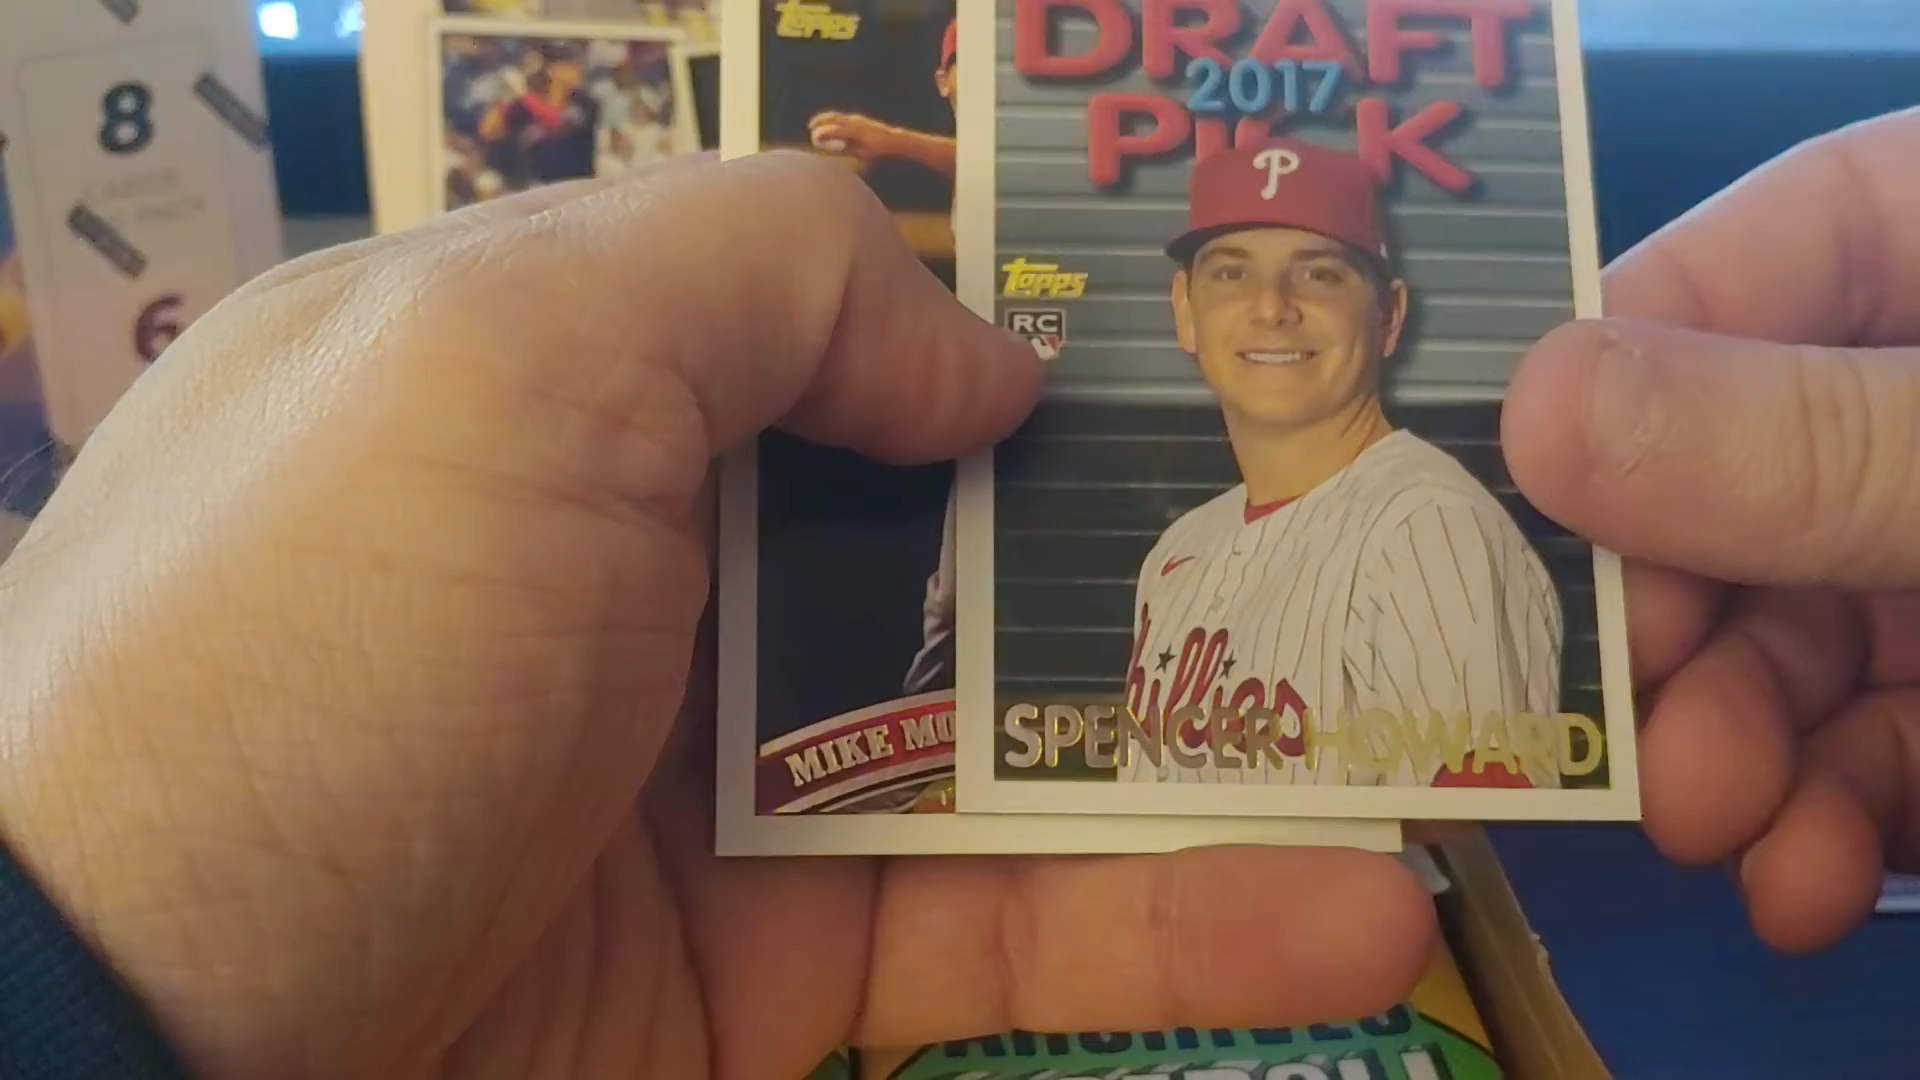 8
6
topps
DRAFT
2017
PICK
P
topps
RC
Phillies
MIKE MO
SPENCER HOWARD